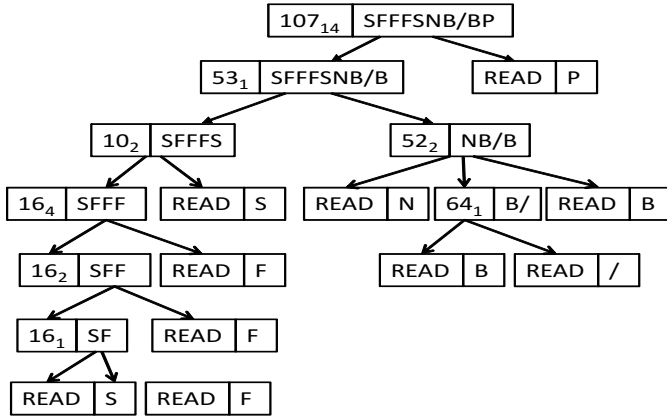 107₁₄ SFFFSNB/BP
53₁ SFFFSNB/B READ P
10₂ SFFFS 52₂ NB/B
16₄ SFFF READ S READ N 64₁ B/ READ B
16₂ SFF READ F READ B READ /
16₁ SF READ F
READ S READ F